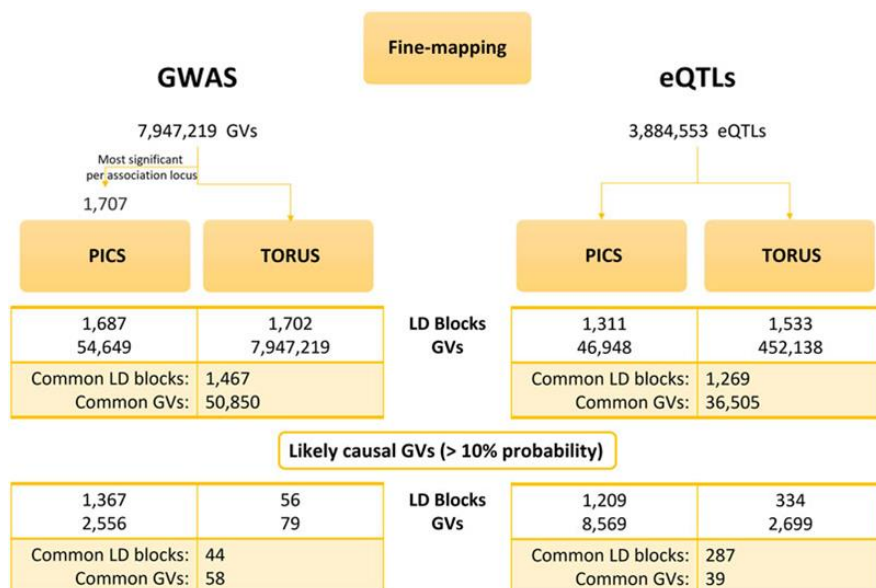 Fine-mapping
GWAS
eQTLs
7,947,219 GVs
3,884,553 eQTLs
Most significant
per association locus
1,707
PICS
TORUS
PICS
TORUS
1,687 1,702 LD Blocks 1,311 1,533
54,649 7,947,219 GVs 46,948 452,138
Common LD blocks: 1,467 Common LD blocks: 1,269
Common GVs: 50,850 Common GVs: 36,505
Likely causal GVs (> 10% probability)
1,367 56 LD Blocks 1,209 334
2,556 79 GVs 8,569 2,699
Common LD blocks: 44 Common LD blocks: 287
Common GVs: 58 Common GVs: 39